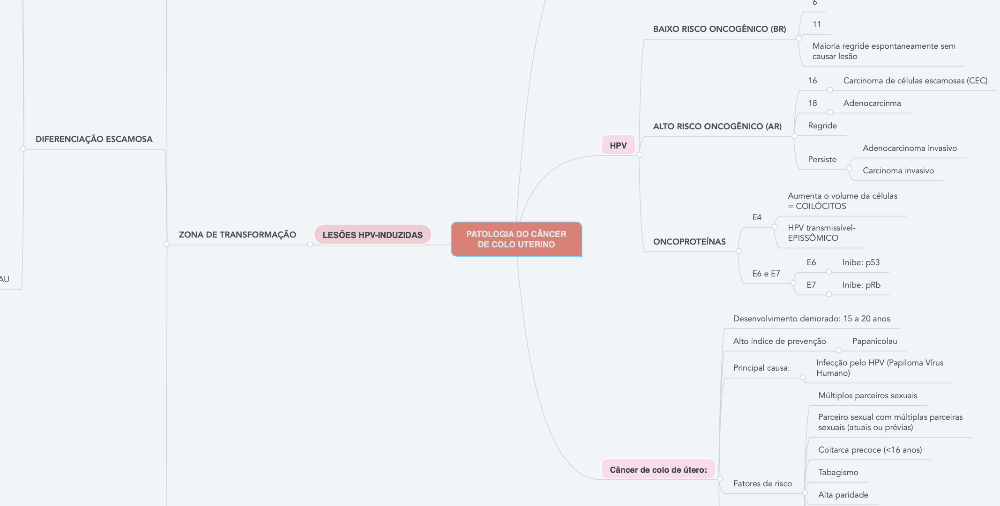 6
BAIXO RISCO ONCOGÊNICO (BR)
11
Maioria regride espontaneamente sem
causar lesão
16
Carcinoma de células escamosas (CEC)
18
Adenocarcinma
ALTO RISCO ONCOGÊNICO (AR)
Regride
Persiste
Adenocarcinoma invasivo
Carcinoma invasivo
HPV
ONCOPROTEÍNAS
E4
Aumenta o volume da células
= COILÓCITOS
HPV transmissível-
EPISSÔMICO
E6 e E7
E6
Inibe: p53
E7
Inibe: pRb
DIFERENCIAÇÃO ESCAMOSA
ZONA DE TRANSFORMAÇÃO
LESÕES HPV-INDUZIDAS
PATOLOGIA DO CÂNCER
DE COLO UTERINO
AU
Desenvolvimento demorado: 15 a 20 anos
Alto índice de prevenção
Papanicolau
Principal causa:
Infecção pelo HPV (Papiloma Vírus
Humano)
Câncer de colo de útero:
Fatores de risco
Múltiplos parceiros sexuais
Parceiro sexual com múltiplas parceiras
sexuais (atuais ou prévias)
Coitarca precoce (<16 anos)
Tabagismo
Alta paridade